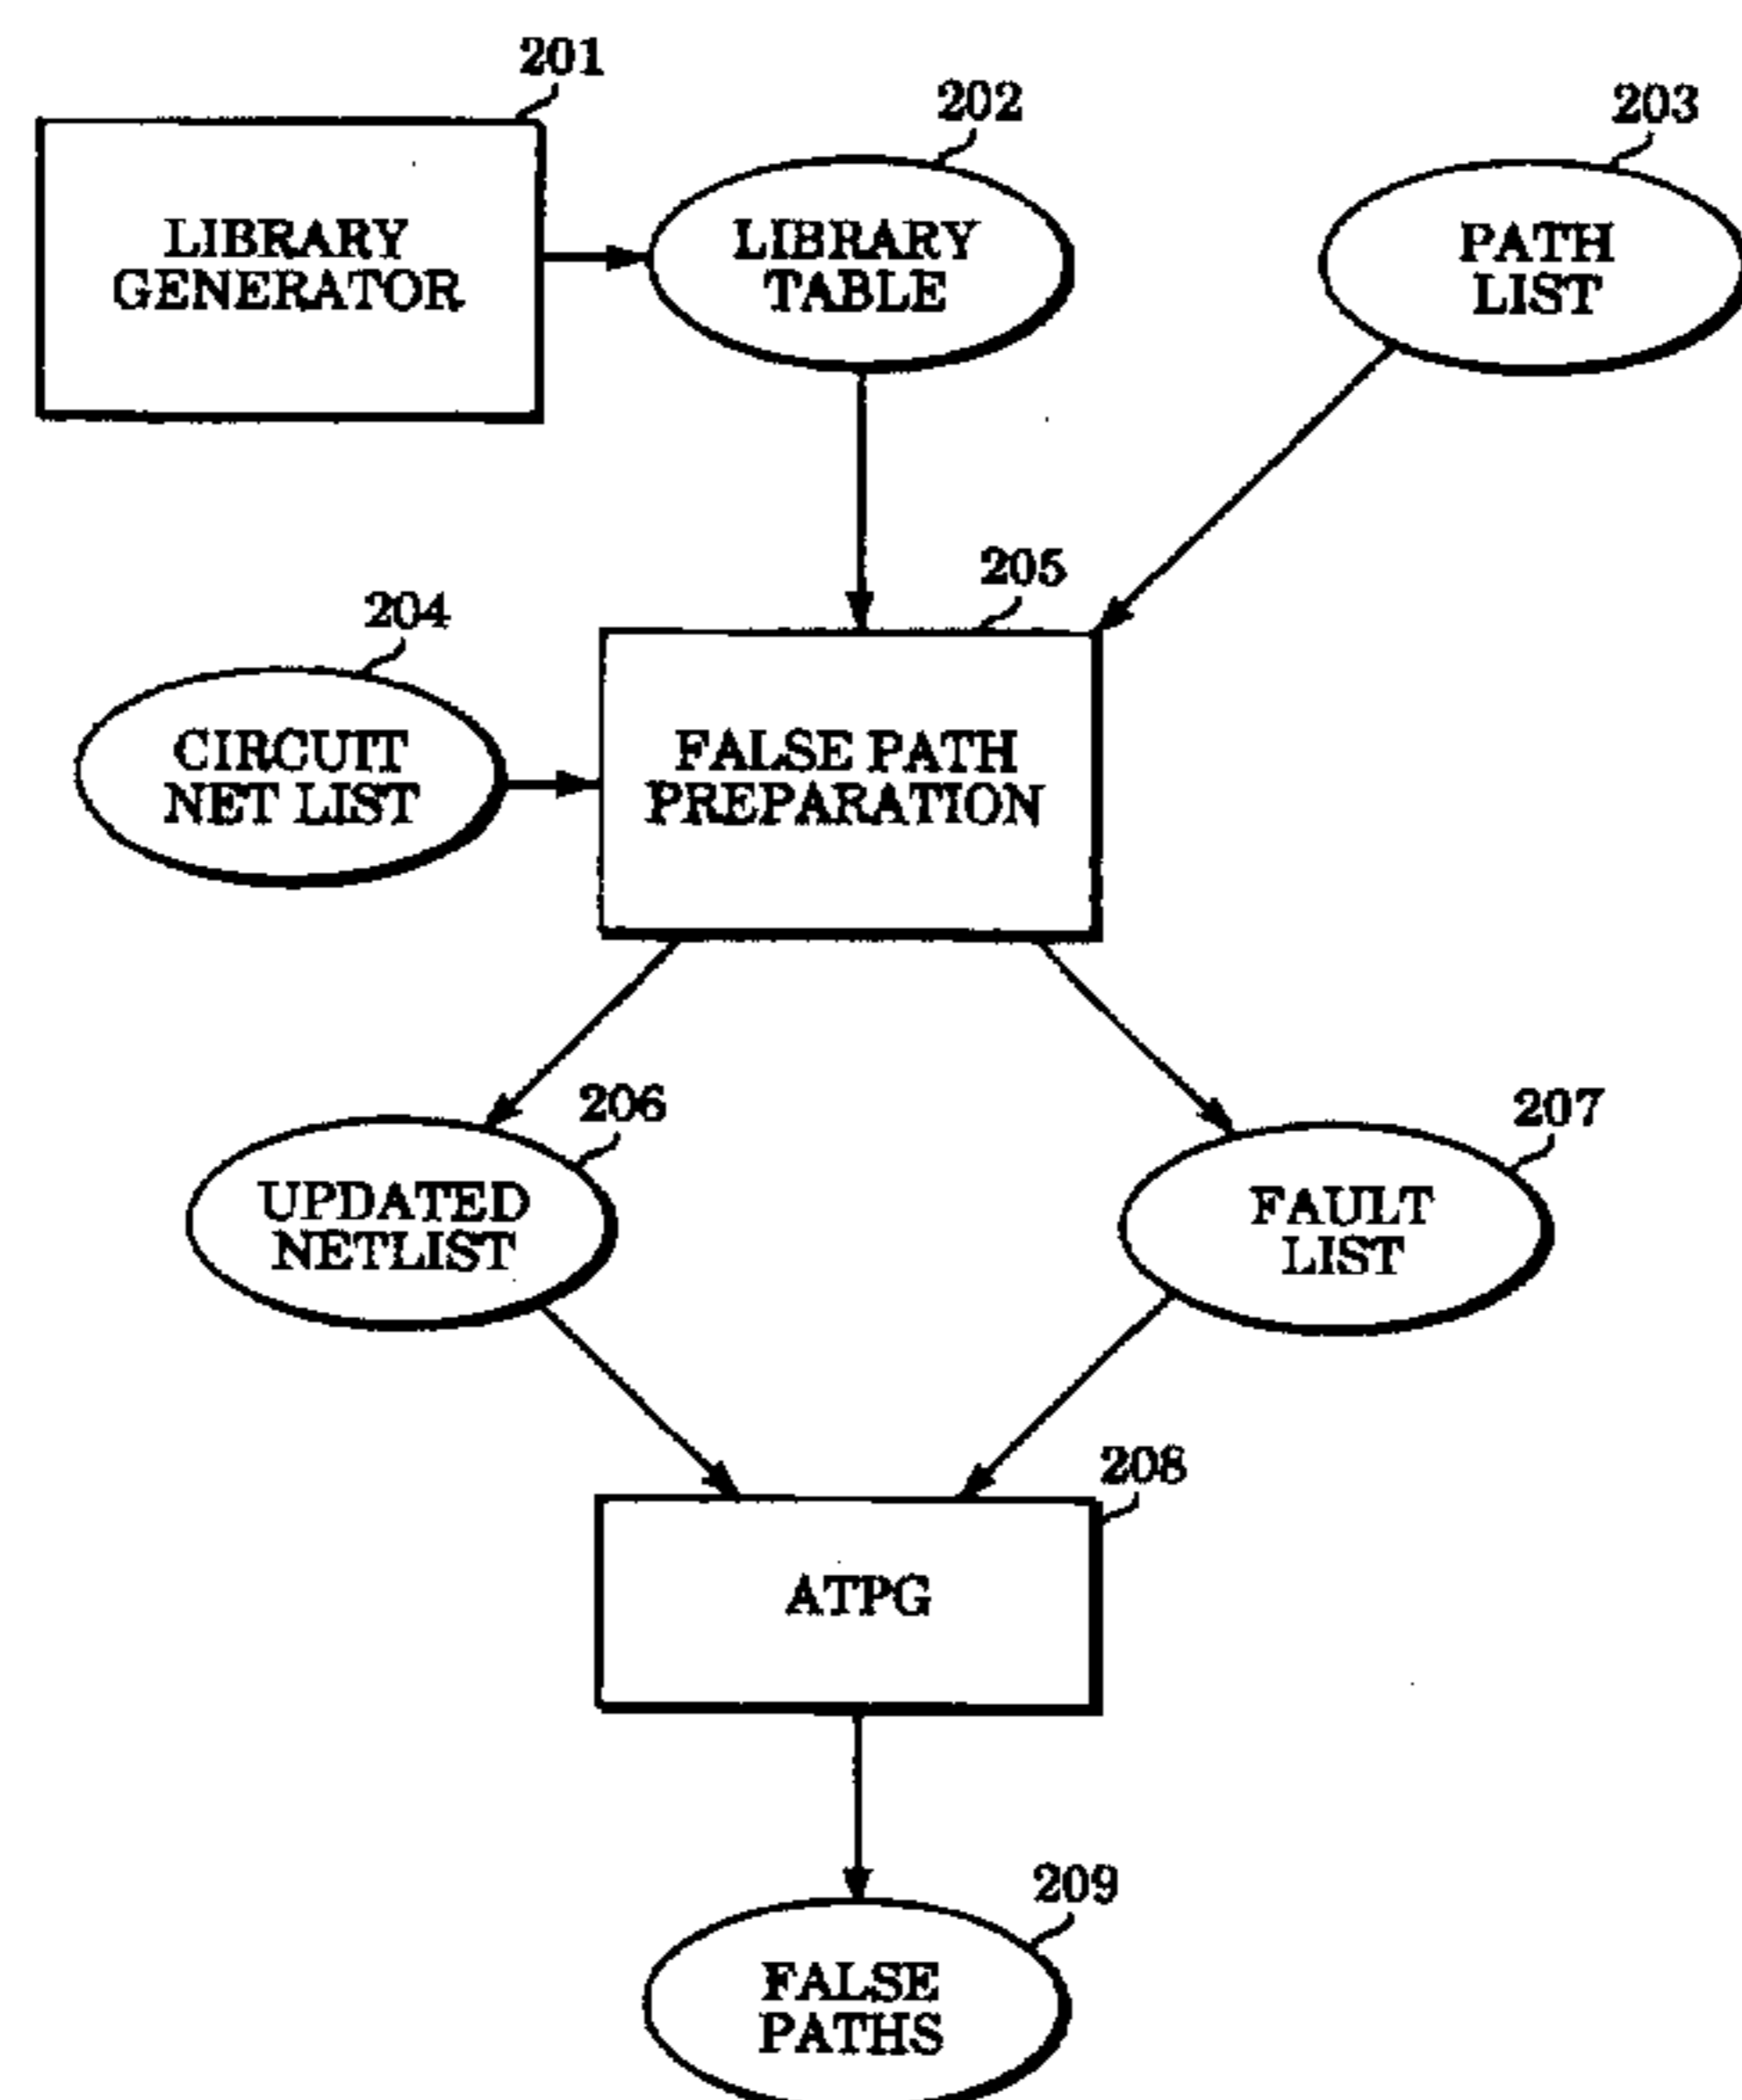 201
202
203
LIBRARY
GENERATOR
LIBRARY
TABLE
PATH
LIST
205
204
CIRCUIT
NET LIST
FALSE PATH
PREPARATION
206
207
UPDATED
NETLIST
FAULT
LIST
208
ATPG
209
FALSE
PATHS